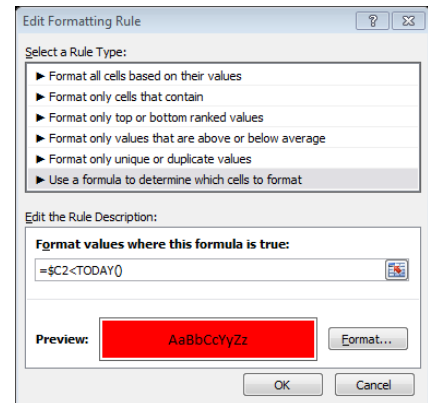 Edit Formatting Rule
Select a Rule Type:
► Format all cells based on their values
► Format only cells that contain
► Format only top or bottom ranked values
► Format only values that are above or below average
► Format only unique or duplicate values
► Use a formula to determine which cells to format
Edit the Rule Description:
Format values where this formula is true:
=$C2<TODAY()
Preview: AaBbCcYyZz Format...
OK Cancel